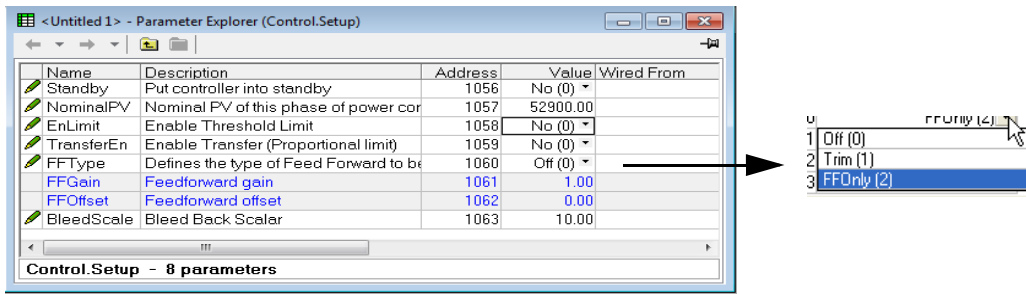 <Untitled 1> - Parameter Explorer (Control.Setup)
Name Description Address Value Wired From
Standby Put controller into standby 1056 No (0)
NominalPV Nominal PV of this phase of power cor 1057 52900.00
EnLimit Enable Threshold Limit 1058 No (0)
TransferEn Enable Transfer (Proportional limit) 1059 No (0)
FFType Defines the type of Feed Forward to be 1060 Off (0)
FFGain Feedforward gain 1061 1.00
FFOffset Feedforward offset 1062 0.00
BleedScale Bleed Back Scalar 1063 10.00
Control.Setup - 8 parameters
0 FFOnly (2)
1 Off (0)
2 Trim (1)
3 FFOnly (2)